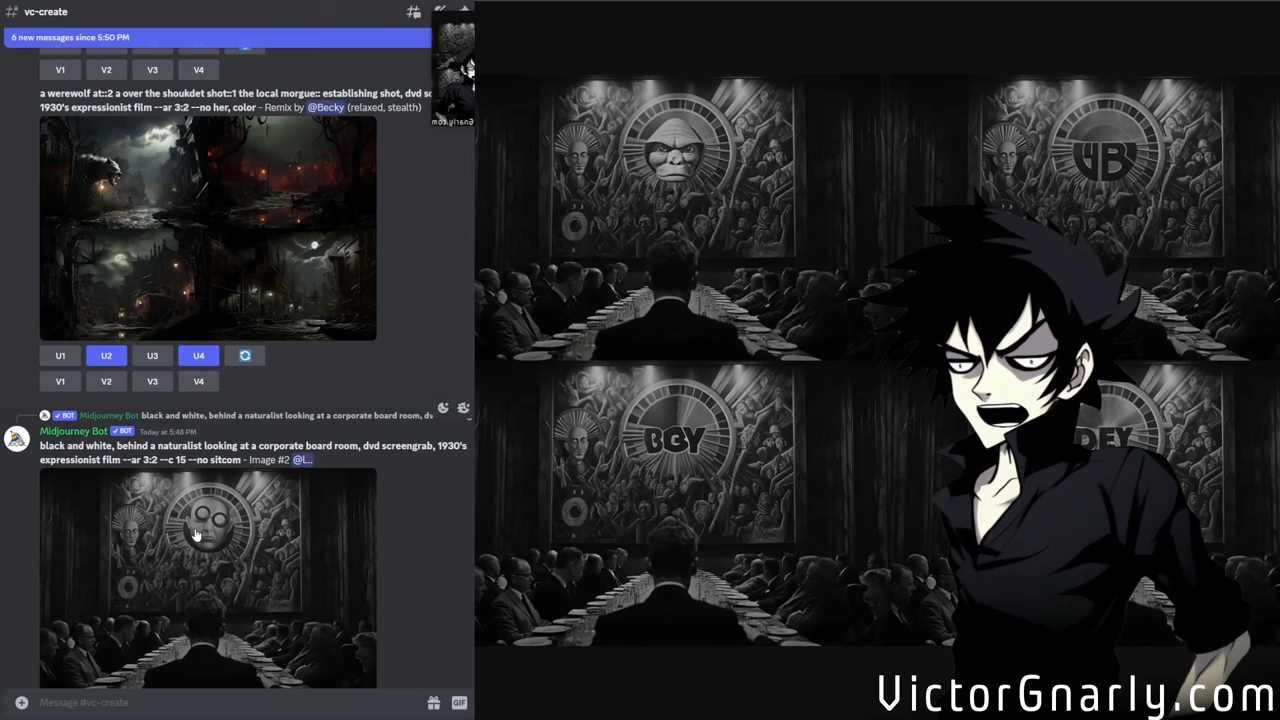 vc-create
6 new messages since 5:50 PM
V1 V2 V3 V4
a werewolf at::2 a over the shoukdet shot::1 the local morgue:: establishing shot, dvd sc
1930's expressionist film --ar 3:2 --no her, color - Remix by @Becky (relaxed, stealth)
U1 U2 U3 U4
V1 V2 V3 V4
BOT Midjourney Bot black and white, behind a naturalist looking at a corporate board room, dv
Midjourney Bot BOT Today at 5:48 PM
black and white, behind a naturalist looking at a corporate board room, dvd screengrab, 1930's
expressionist film --ar 3:2 --c 15 --no sitcom - Image #2 @l...
Message #vc-create
GIF
Gnarly.com
UB
BGY
DEY
VictorGnarly.com